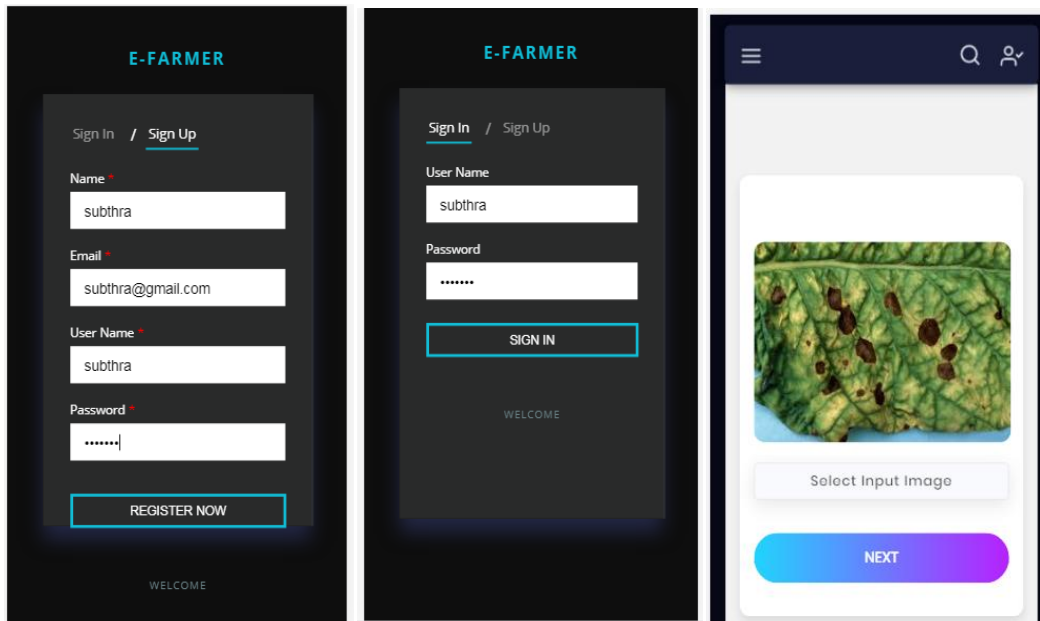 E-FARMER
Sign In / Sign Up
Name *
subthra
Email *
subthra@gmail.com
User Name *
subthra
Password *
•••••••
REGISTER NOW
WELCOME
E-FARMER
Sign In / Sign Up
User Name
subthra
Password
•••••••
SIGN IN
WELCOME
Select Input Image
NEXT